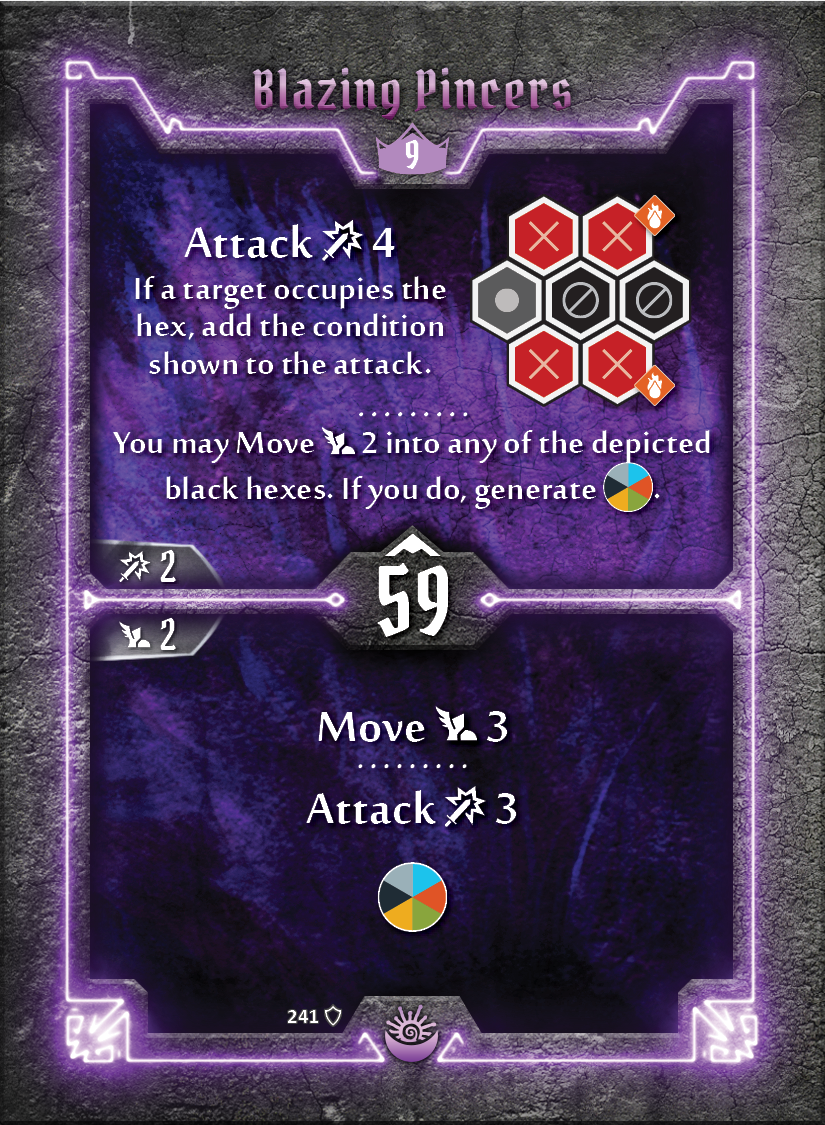 Blazing Pincers
9
Attack 4
If a target occupies the
hex, add the condition
shown to the attack.
.........
You may Move 2 into any of the depicted
black hexes. If you do, generate .
2
59
2
Move 3
.........
Attack 3
241